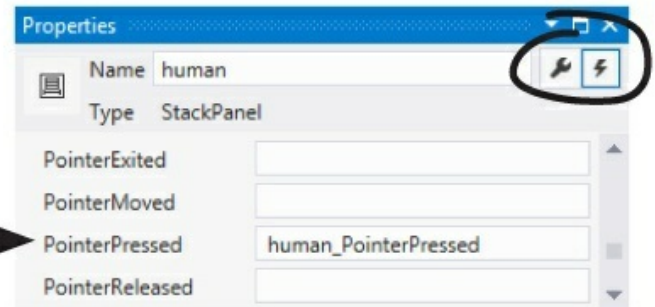 Properties
Name human
Type StackPanel
PointerExited
PointerMoved
PointerPressed human_PointerPressed
PointerReleased